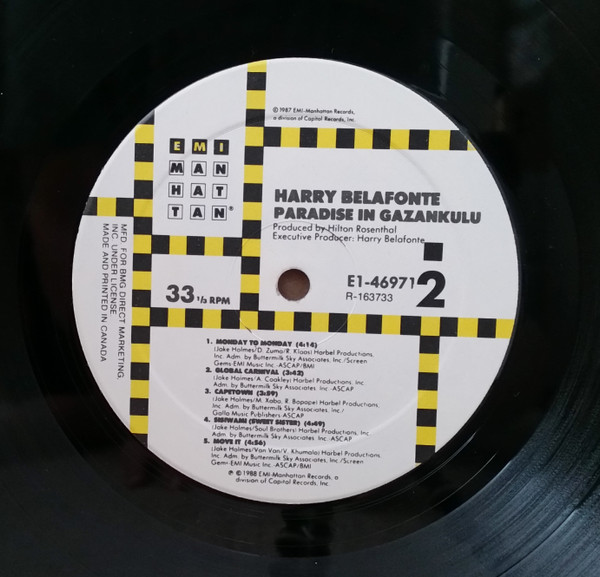 ℗ 1987 EMI-Manhattan Records,
a division of Capitol Records, Inc.
EMI
MAN
HAT
TAN®
HARRY BELAFONTE
PARADISE IN GAZANKULU
Produced by Hilton Rosenthal
Executive Producer: Harry Belafonte
E1-46971
R-163733
2
33 1/3 RPM
MFD. FOR BMG DIRECT MARKETING,
INC. UNDER LICENSE.
MADE AND PRINTED IN CANADA
1. MONDAY TO MONDAY (4:14)
(Jake Holmes/D. Zuma/R. Klaas) Harbel Productions,
Inc. Adm. by Buttermilk Sky Associates, Inc./Screen
Gems EMI Music Inc. ASCAP/BMI
2. GLOBAL CARNIVAL (3:42)
(Jake Holmes/A. Coakley) Harbel Productions, Inc.
Adm. by Buttermilk Sky Associates, Inc. ASCAP
3. CAPETOWN (3:59)
(Jake Holmes/M. Xaba, R. Bopape) Harbel Productions,
Inc. Adm. by Buttermilk Sky Associates, Inc./
Gallo Music Publishers ASCAP
4. SISIWAMI (SWEET SISTER) (4:49)
(Jake Holmes/Soul Brothers) Harbel Productions, Inc.
Adm. by Buttermilk Sky Associates, Inc. ASCAP
5. MOVE IT (4:56)
(Jake Holmes/Van Van/V. Khumalo) Harbel Productions,
Inc. Adm. by Buttermilk Sky Associates, Inc./Screen
Gems EMI Music Inc. ASCAP/BMI
℗ © 1988 EMI-Manhattan Records, a
division of Capitol Records, Inc.